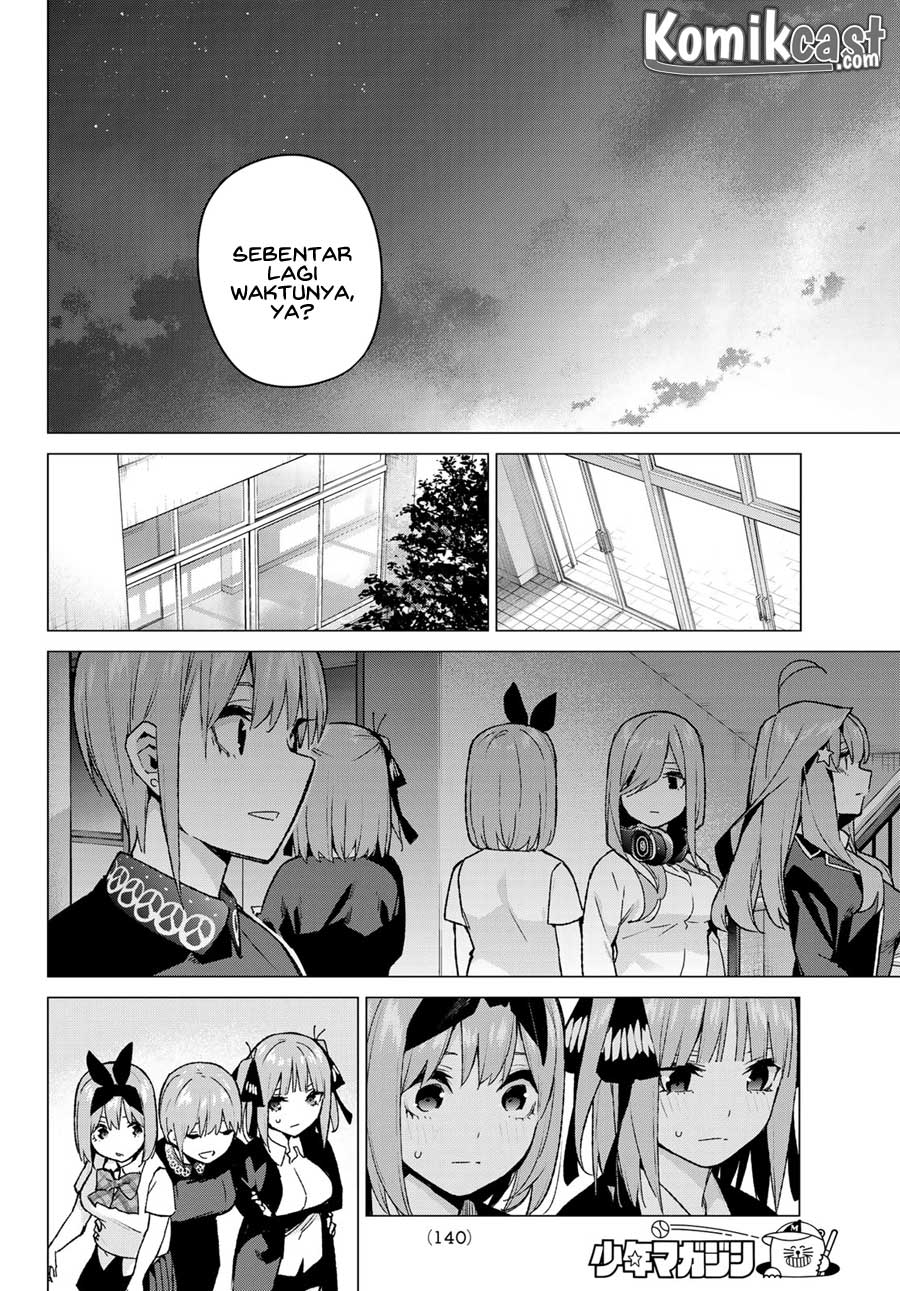 Komikcast
.com
SEBENTAR
LAGI
WAKTUNYA,
YA?
(140)
少年マガジン
M